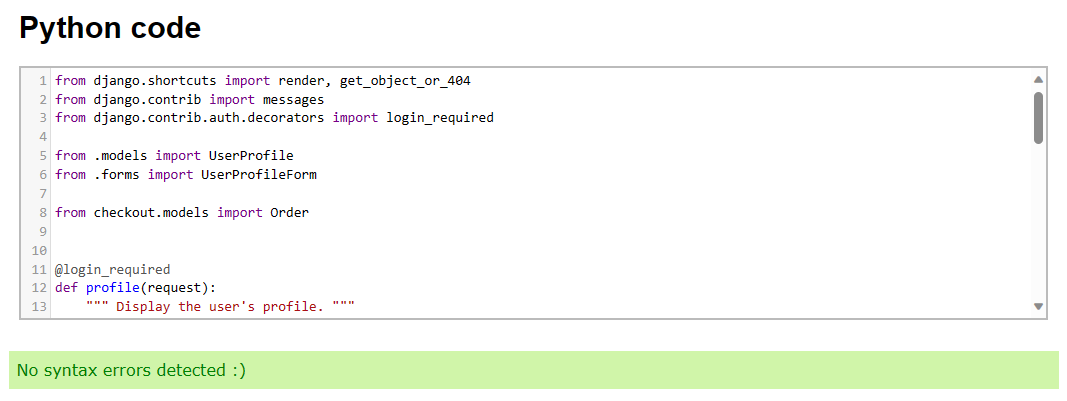 Python code
1 from django.shortcuts import render, get_object_or_404
2 from django.contrib import messages
3 from django.contrib.auth.decorators import login_required
4
5 from .models import UserProfile
6 from .forms import UserProfileForm
7
8 from checkout.models import Order
9
10
11 @login_required
12 def profile(request):
13     """ Display the user's profile. """
No syntax errors detected :)